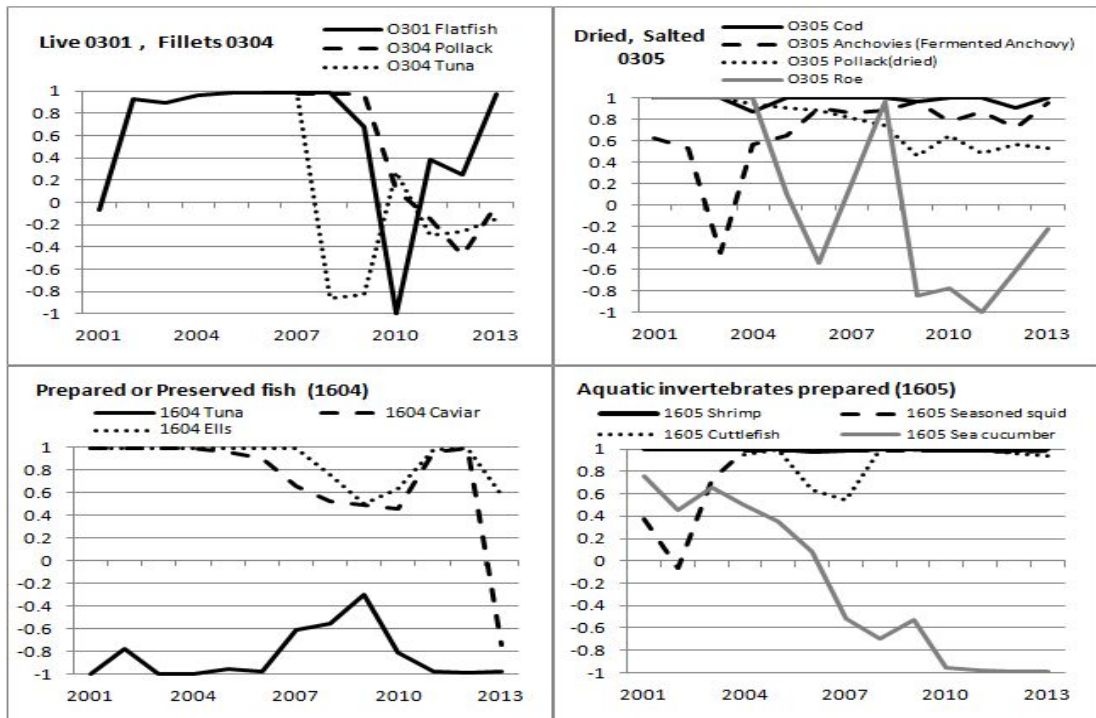 Live 0301 , Fillets 0304
O301 Flatfish
O304 Pollack
O304 Tuna
1
0.8
0.6
0.4
0.2
0
-0.2
-0.4
-0.6
-0.8
-1
2001 2004 2007 2010 2013
Dried, Salted
0305
O305 Cod
O305 Anchovies (Fermented Anchovy)
O305 Pollack(dried)
O305 Roe
1
0.8
0.6
0.4
0.2
0
-0.2
-0.4
-0.6
-0.8
-1
2001 2004 2007 2010 2013
Prepared or Preserved fish (1604)
1604 Tuna 1604 Caviar
1604 Ells
1
0.8
0.6
0.4
0.2
0
-0.2
-0.4
-0.6
-0.8
-1
2001 2004 2007 2010 2013
Aquatic invertebrates prepared (1605)
1605 Shrimp 1605 Seasoned squid
1605 Cuttlefish 1605 Sea cucumber
1
0.8
0.6
0.4
0.2
0
-0.2
-0.4
-0.6
-0.8
-1
2001 2004 2007 2010 2013